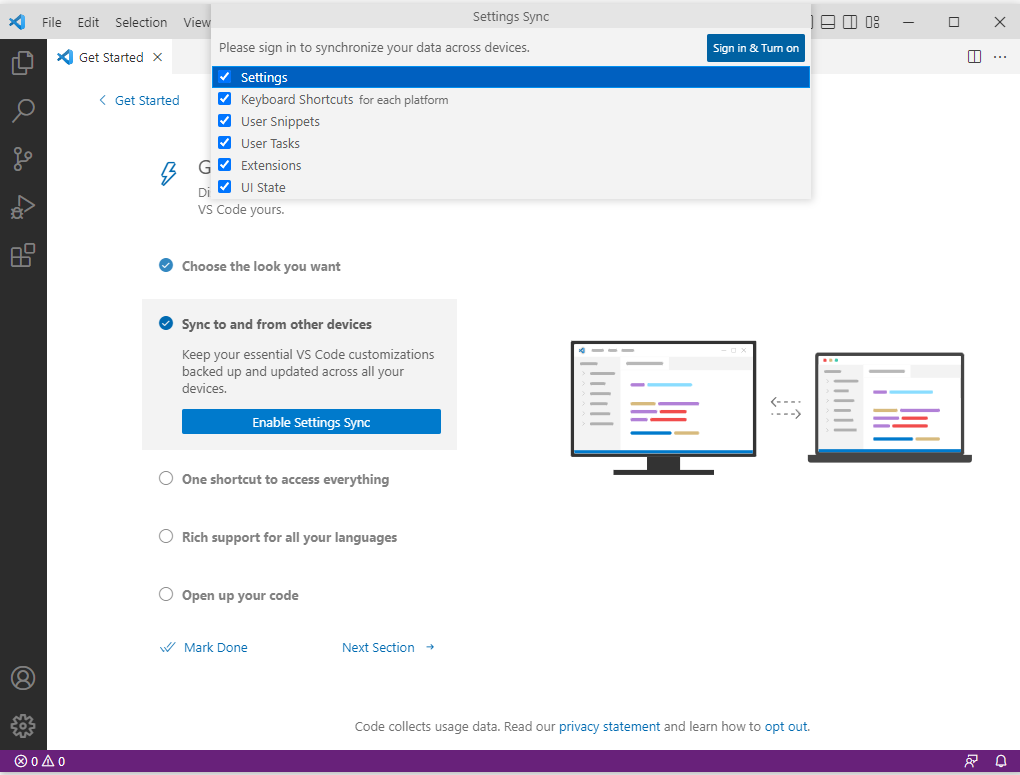 File Edit Selection View
Settings Sync
Please sign in to synchronize your data across devices.
Sign in & Turn on
Settings
Keyboard Shortcuts for each platform
User Snippets
User Tasks
Extensions
UI State
Get Started
Get Started
VS Code yours.
Choose the look you want
Sync to and from other devices
Keep your essential VS Code customizations
backed up and updated across all your
devices.
Enable Settings Sync
One shortcut to access everything
Rich support for all your languages
Open up your code
Mark Done
Next Section
Code collects usage data. Read our privacy statement and learn how to opt out.
0 0